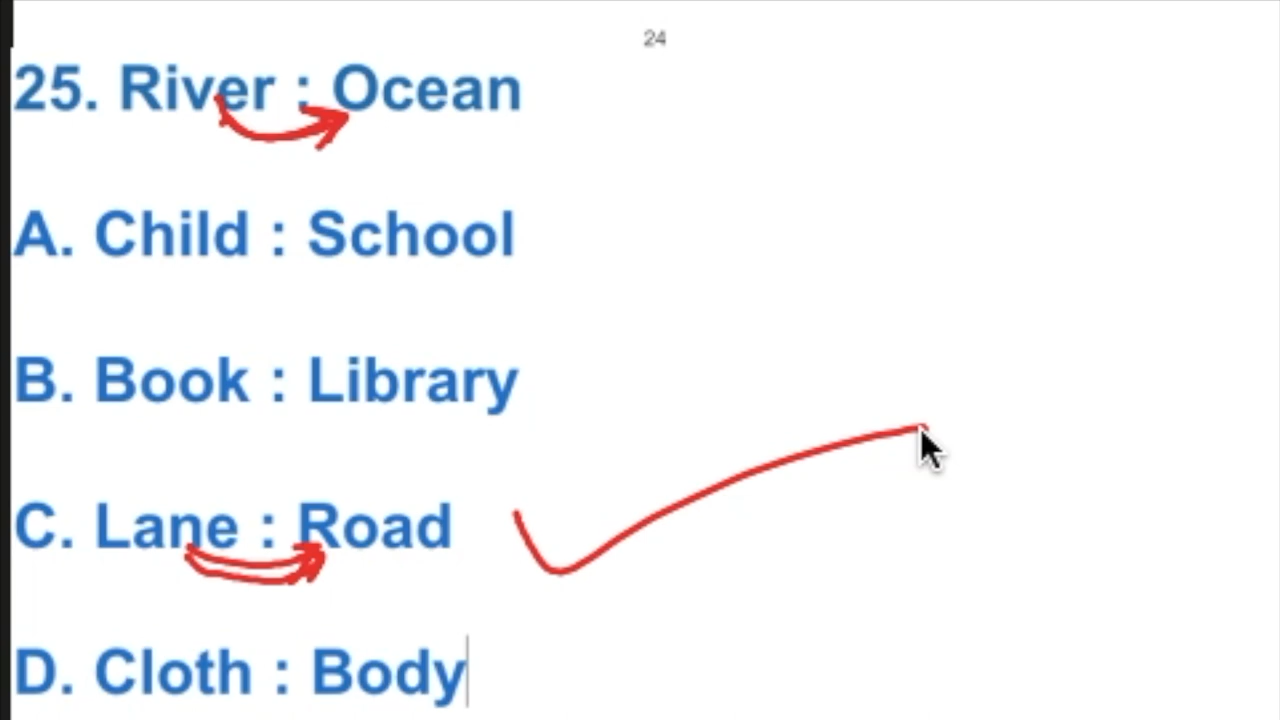 24
25. River : Ocean
A. Child : School
B. Book : Library
C. Lane : Road
D. Cloth : Body